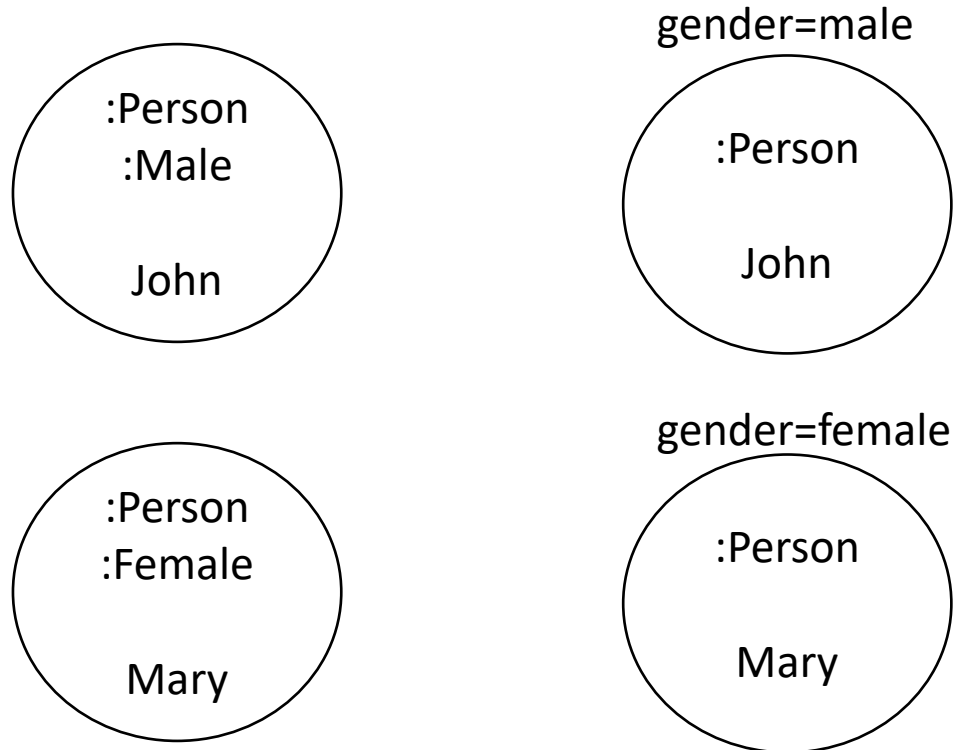 :Person
:Male
John
gender=male
:Person
John
:Person
:Female
Mary
gender=female
:Person
Mary